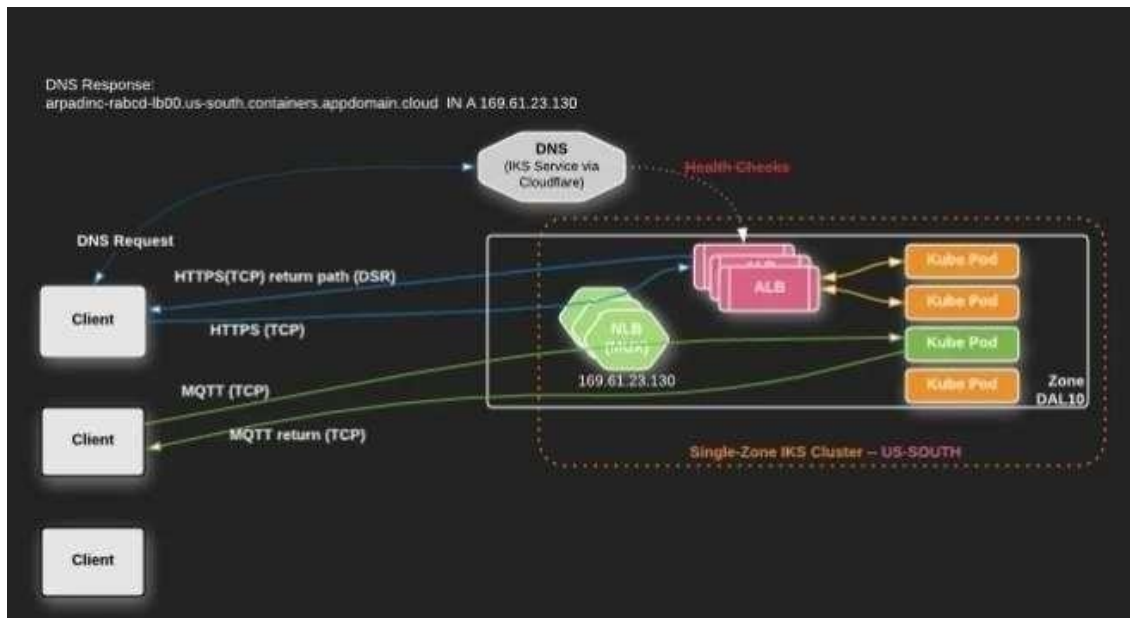 DNS Response:
arpadinc-rabcd-lb00.us-south.containers.appdomain.cloud IN A 169.61.23.130
DNS
(IKS Service via
Cloudflare)
Health Checks
DNS Request
HTTPS(TCP) return path (DSR)
ALB
ALB
Kube Pod
Kube Pod
Client
HTTPS (TCP)
NLB
(MUX)
Kube Pod
169.61.23.130
Kube Pod
Zone
DAL10
MQTT (TCP)
MQTT return (TCP)
Client
Single-Zone IKS Cluster – US-SOUTH
Client